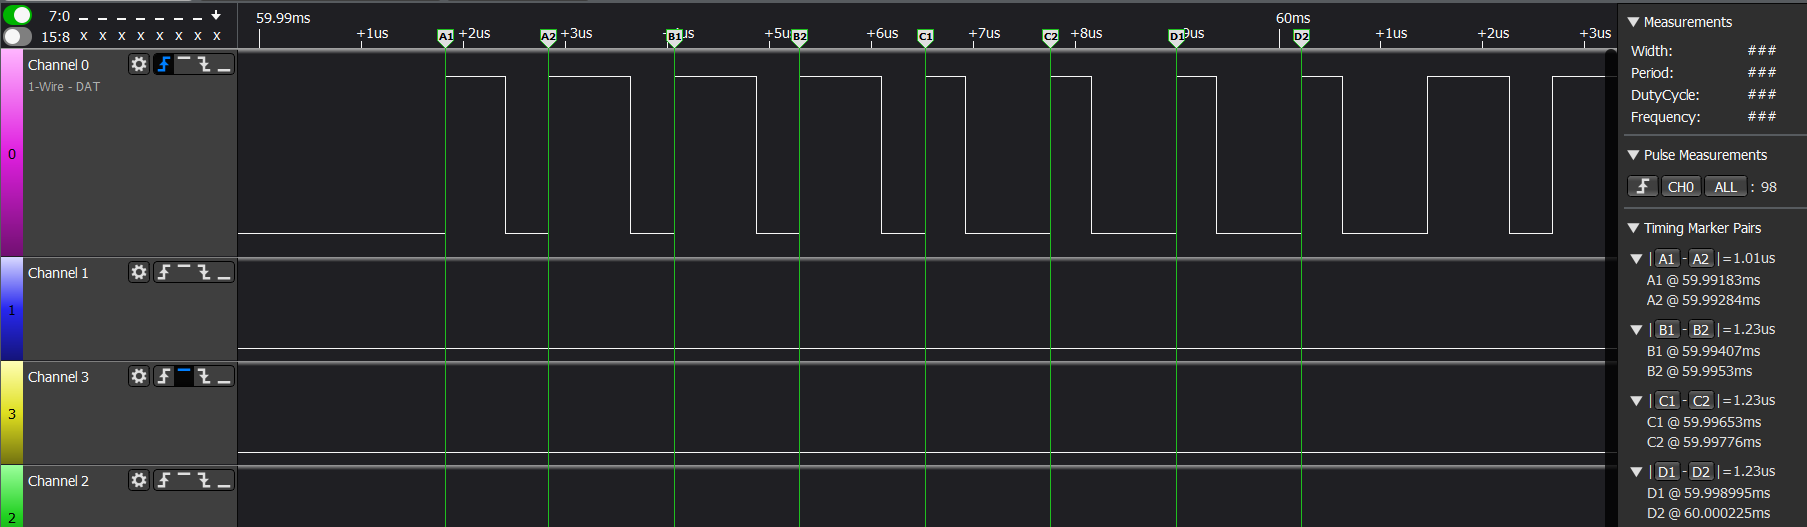 7:0 _ _ _ _ _ _ _
15:8 x x x x x x x x
59.99ms
60ms
+1us +2us +3us +5us +6us +7us +8us +1us +2us +3us
A1 A2 B1 B2 C1 C2 D1 D2
Channel 0
1-Wire - DAT
0
Channel 1
1
Channel 3
3
Channel 2
2
Measurements
Width: ###
Period: ###
DutyCycle: ###
Frequency: ###
Pulse Measurements
CH0 ALL : 98
Timing Marker Pairs
| A1 - A2 |=1.01us
A1 @ 59.99183ms
A2 @ 59.99284ms
| B1 - B2 |=1.23us
B1 @ 59.99407ms
B2 @ 59.9953ms
| C1 - C2 |=1.23us
C1 @ 59.99653ms
C2 @ 59.99776ms
| D1 - D2 |=1.23us
D1 @ 59.998995ms
D2 @ 60.000225ms